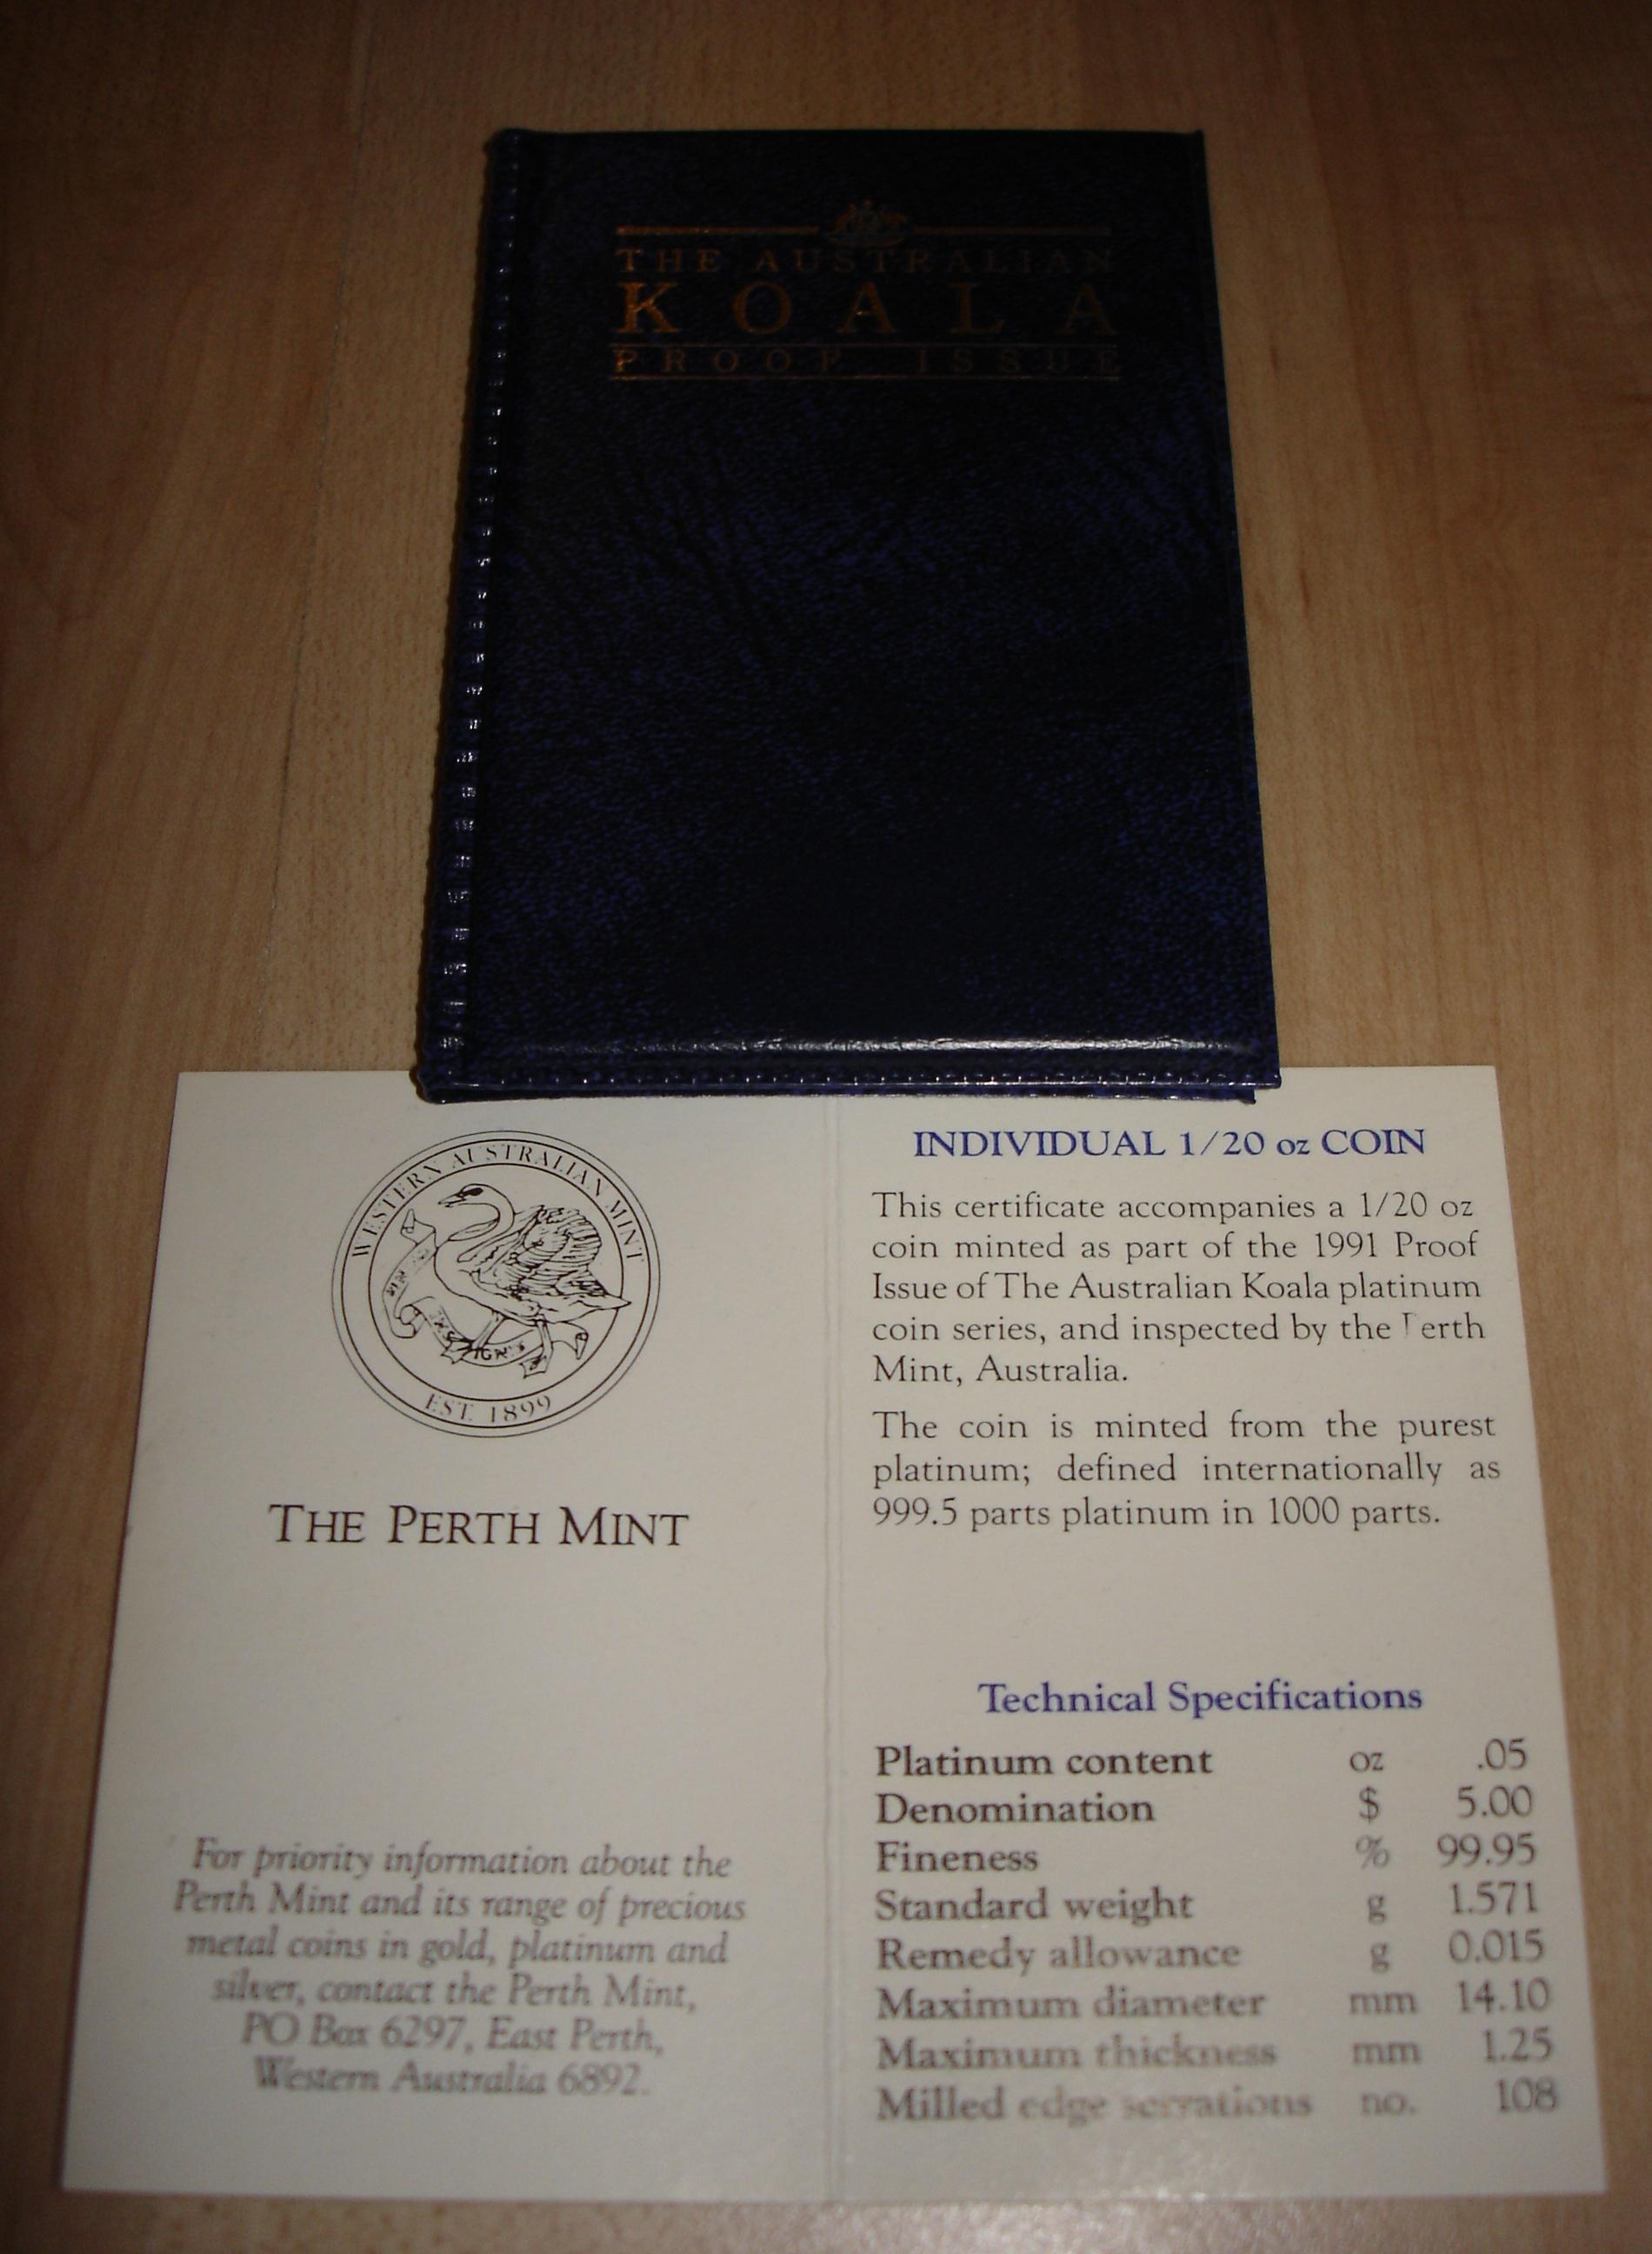 THE AUSTRALIAN
KOALA
PROOF ISSUE
WESTERN AUSTRALIAN MINT
EST. 1899
THE PERTH MINT
For priority information about the
Perth Mint and its range of precious
metal coins in gold, platinum and
silver, contact the Perth Mint,
PO Box 6297, East Perth,
Western Australia 6892.
INDIVIDUAL 1/20 oz COIN
This certificate accompanies a 1/20 oz
coin minted as part of the 1991 Proof
Issue of The Australian Koala platinum
coin series, and inspected by the Perth
Mint, Australia.
The coin is minted from the purest
platinum; defined internationally as
999.5 parts platinum in 1000 parts.
Technical Specifications
Platinum content oz .05
Denomination $ 5.00
Fineness % 99.95
Standard weight g 1.571
Remedy allowance g 0.015
Maximum diameter mm 14.10
Maximum thickness mm 1.25
Milled edge serrations no. 108